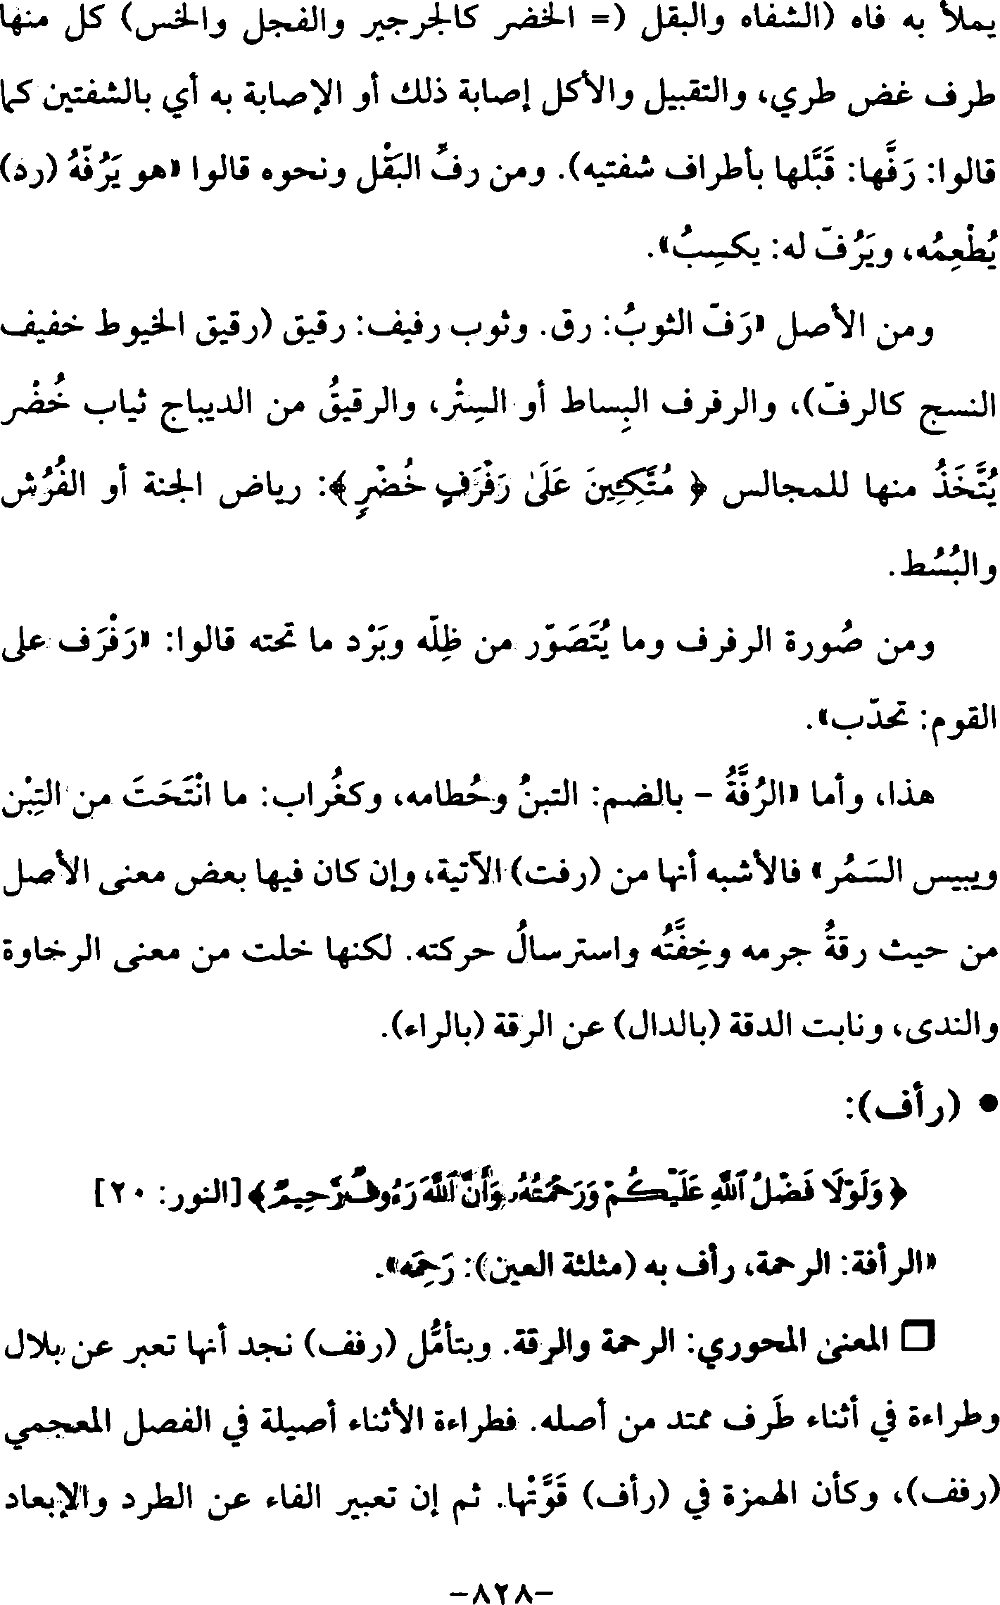 يملأ به فاه (الشفاه والبقل (= الخضر كالجرجير والفجل والخس) كل منها
طرف غض طري، والتقبيل والأكل إصابة ذلك أو الإصابة به أي بالشفتين كما
قالوا: رَفَّها: قَبَّلها بأطراف شفتيه). ومن رفِّ البَقْل ونحوه قالوا «هو يَرُفّهُ (رد)
يُطْعِمُه، ويَرُفّ له: يكسِبُ».
ومن الأصل «رَفّ الثوبُ: رق. وثوب رفيف: رقيق (رقيق الخيوط خفيف
النسج كالرفّ)، والرفرف البِساط أو السِتْر، والرقيقُ من الديباج ثياب خُضْر
يُتَّخَذُ منها للمجالس ﴿ مُتَّكِـِٔينَ عَلَىٰ رَفْرَفٍ خُضْرٍ ﴾: رياض الجنة أو الفُرُش
والبُسُط.
ومن صُورة الرفرف وما يُتَصَوّر من ظِلّه وبَرْد ما تحته قالوا: «رَفْرَف على
القوم: تحدّب».
هذا، وأما «الرُفَّةُ - بالضم: التبنُ وحُطامه، وكغُراب: ما انْتَحَتَ من التِبْن
ويبيس السَمُر» فالأشبه أنها من (رفت) الآتية، وإن كان فيها بعض معنى الأصل
من حيث رقةُ جرمه وخِفَّتُه واسترسالُ حركته. لكنها خلت من معنى الرخاوة
والندى، ونابت الدقة (بالدال) عن الرقة (بالراء).
● (رأف):
﴿ وَلَوْلَا فَضْلُ ٱللَّهِ عَلَيْكُمْ وَرَحْمَتُهُۥ وَأَنَّ ٱللَّهَ رَءُوفٌ رَّحِيمٌ ﴾ [النور: ٢٠]
«الرأفة: الرحمة، رأف به (مثلثة العين): رَحِمَه».
□ المعنى المحوري: الرحمة والرقة. وبتأمُّل (رفف) نجد أنها تعبر عن بلال
وطراءة في أثناء طَرف ممتد من أصله. فطراءة الأثناء أصيلة في الفصل المعجمي
(رفف)، وكأن الهمزة في (رأف) قَوَّتْها. ثم إن تعبير الفاء عن الطرد والإبعاد
-٨٢٨-